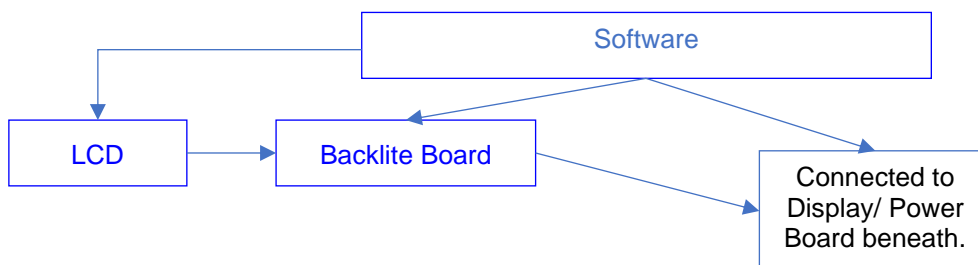 Software
LCD
Backlite Board
Connected to
Display/ Power
Board beneath.